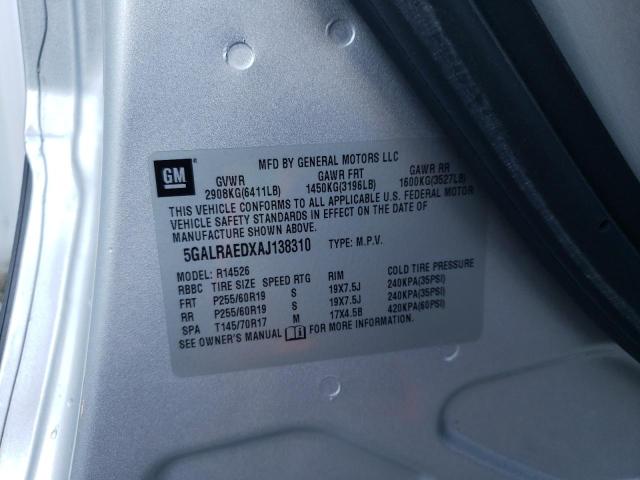 GM
MFD BY GENERAL MOTORS LLC
GVWR GAWR FRT GAWR RR
2908KG(6411LB) 1450KG(3196LB) 1600KG(3527LB)
THIS VEHICLE CONFORMS TO ALL APPLICABLE U.S. FEDERAL MOTOR
VEHICLE SAFETY STANDARDS IN EFFECT ON THE DATE OF
MANUFACTURE SHOWN ABOVE.
5GALRAEDXAJ138310 TYPE: M.P.V.
MODEL: R14526
RBBC TIRE SIZE SPEED RTG RIM COLD TIRE PRESSURE
FRT P255/60R19 S 19X7.5J 240KPA(35PSI)
RR P255/60R19 S 19X7.5J 240KPA(35PSI)
SPA T145/70R17 M 17X4.5B 420KPA(60PSI)
SEE OWNER'S MANUAL FOR MORE INFORMATION.